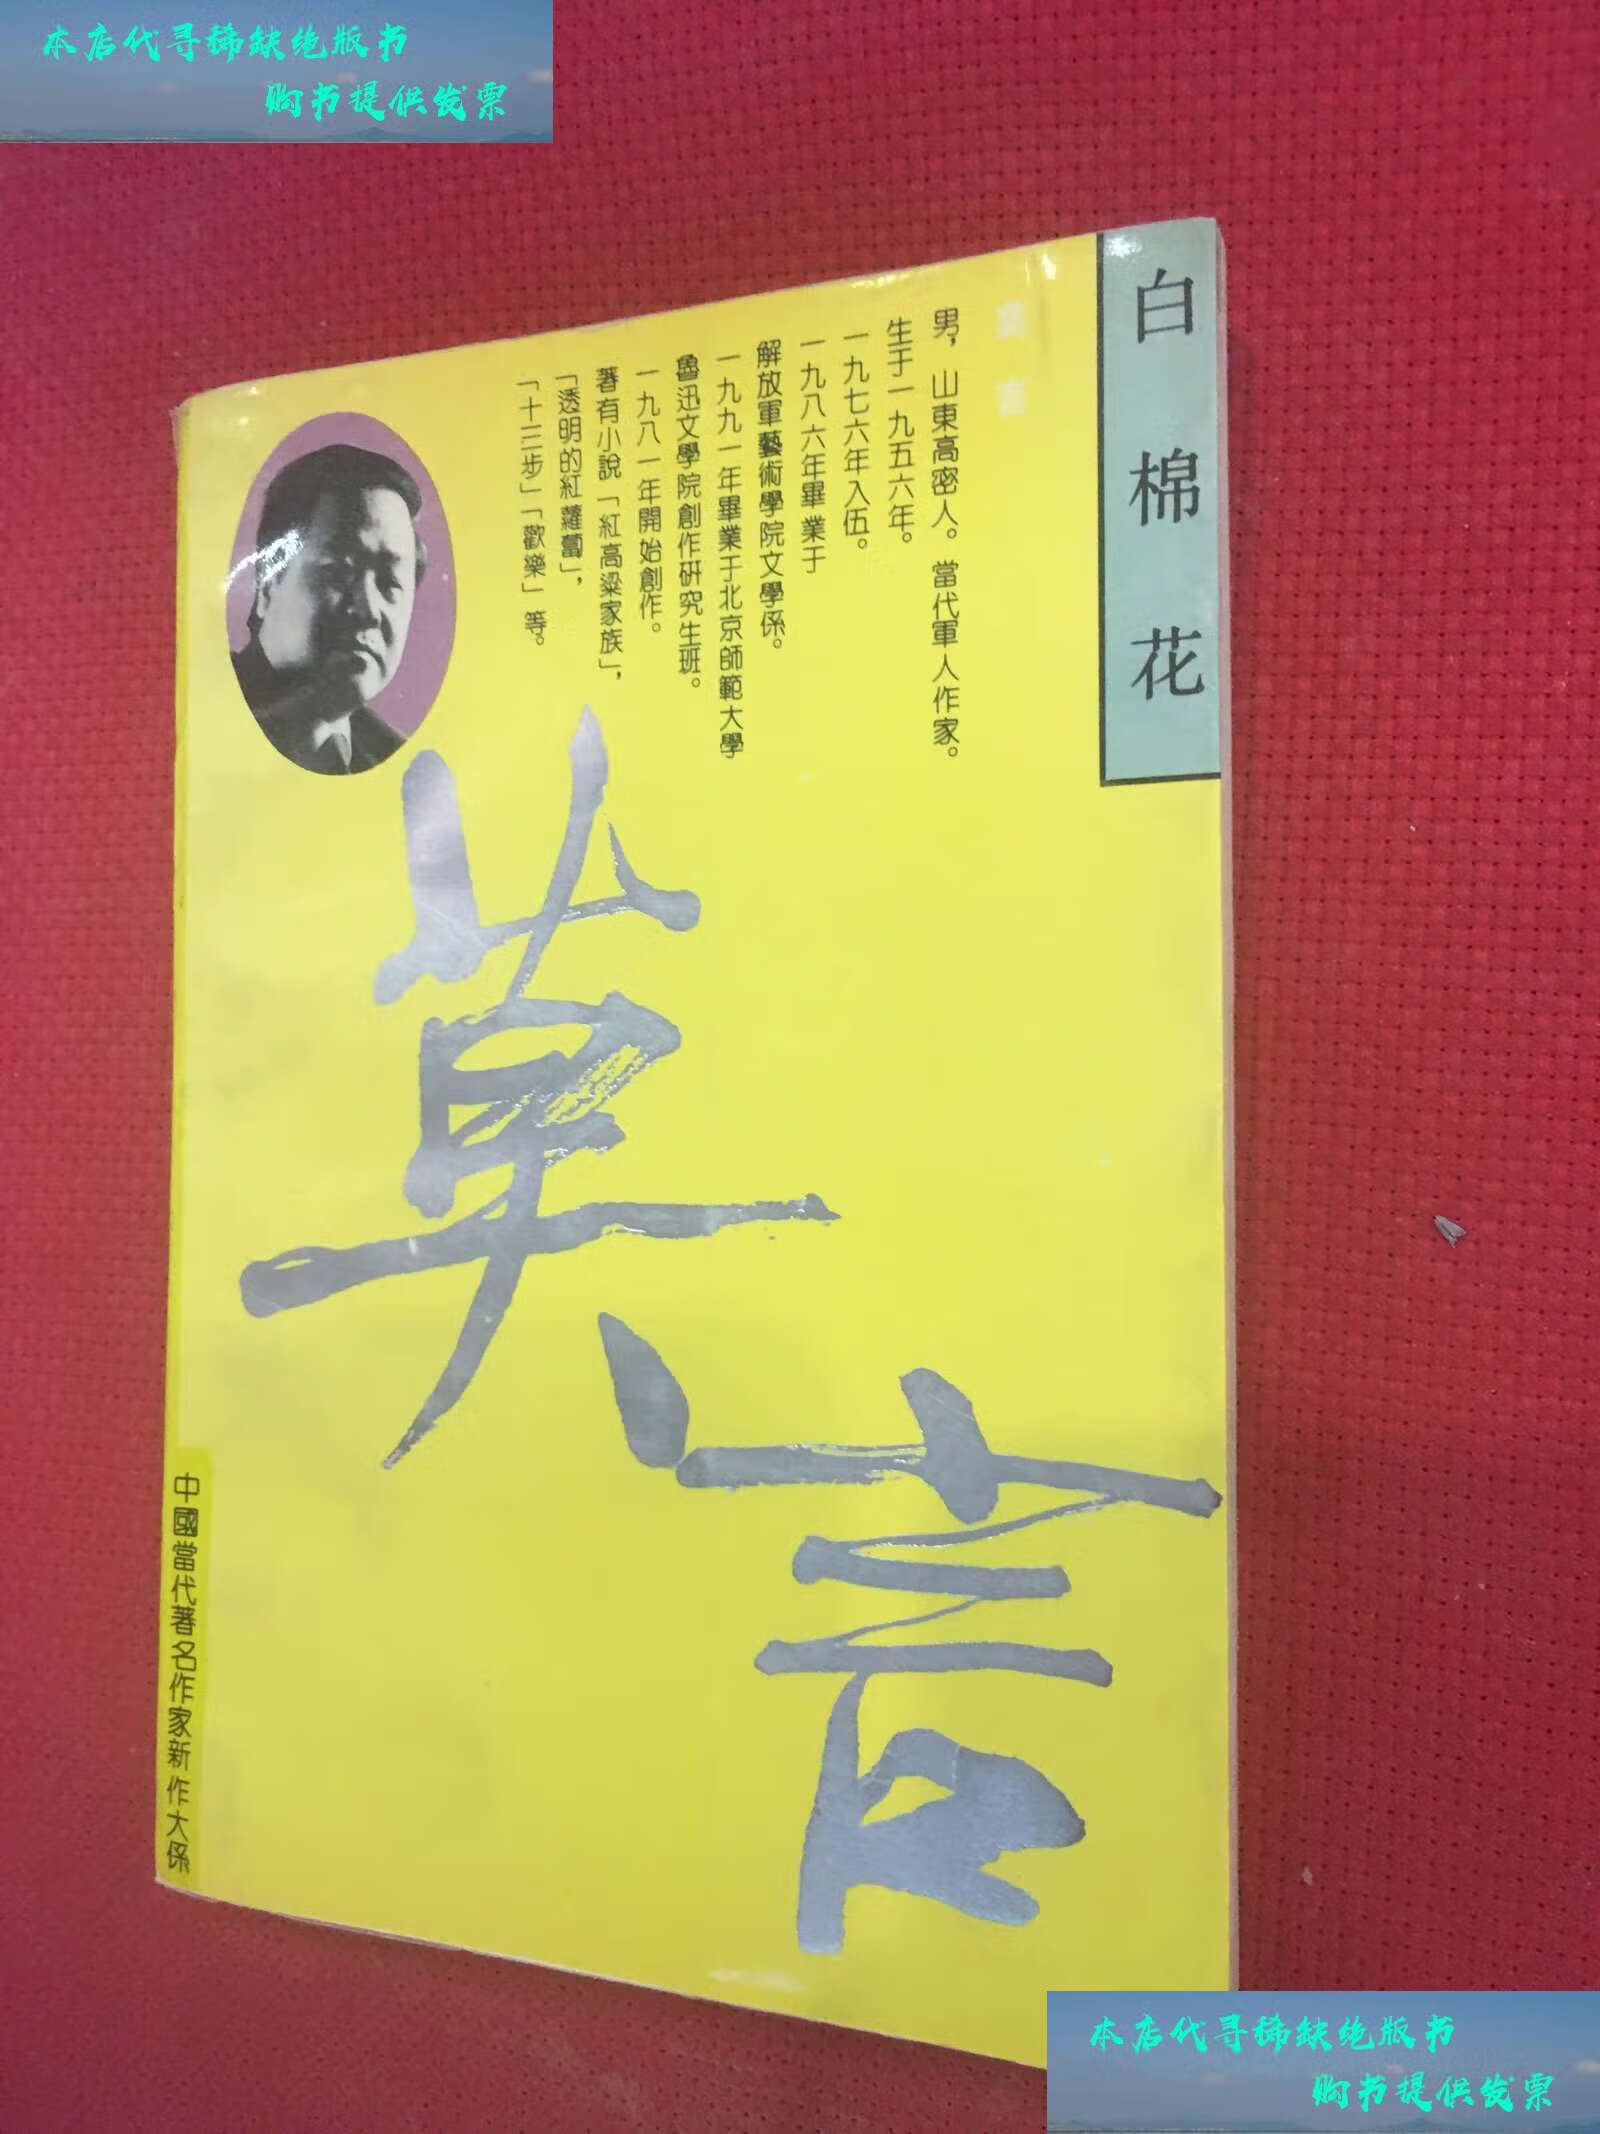 本店代寻稀缺绝版书
购书提供发票
白棉花
莫言
男，山東高密人。當代軍人作家。
生于一九五六年。
一九七六年入伍。
一九八六年畢業于
解放軍藝術學院文學係。
一九九一年畢業于北京師範大學
魯迅文學院創作研究生班。
一九八一年開始創作。
著有小說「紅高粱家族」，
「透明的紅蘿蔔」，
「十三步」「歡樂」等。
莫言
中國當代著名作家新作大係
本店代寻稀缺绝版书
购书提供发票